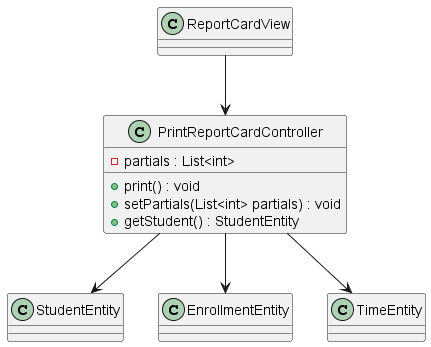 C ReportCardView
C PrintReportCardController
partials : List<int>
print() : void
setPartials(List<int> partials) : void
getStudent() : StudentEntity
C StudentEntity C EnrollmentEntity C TimeEntity